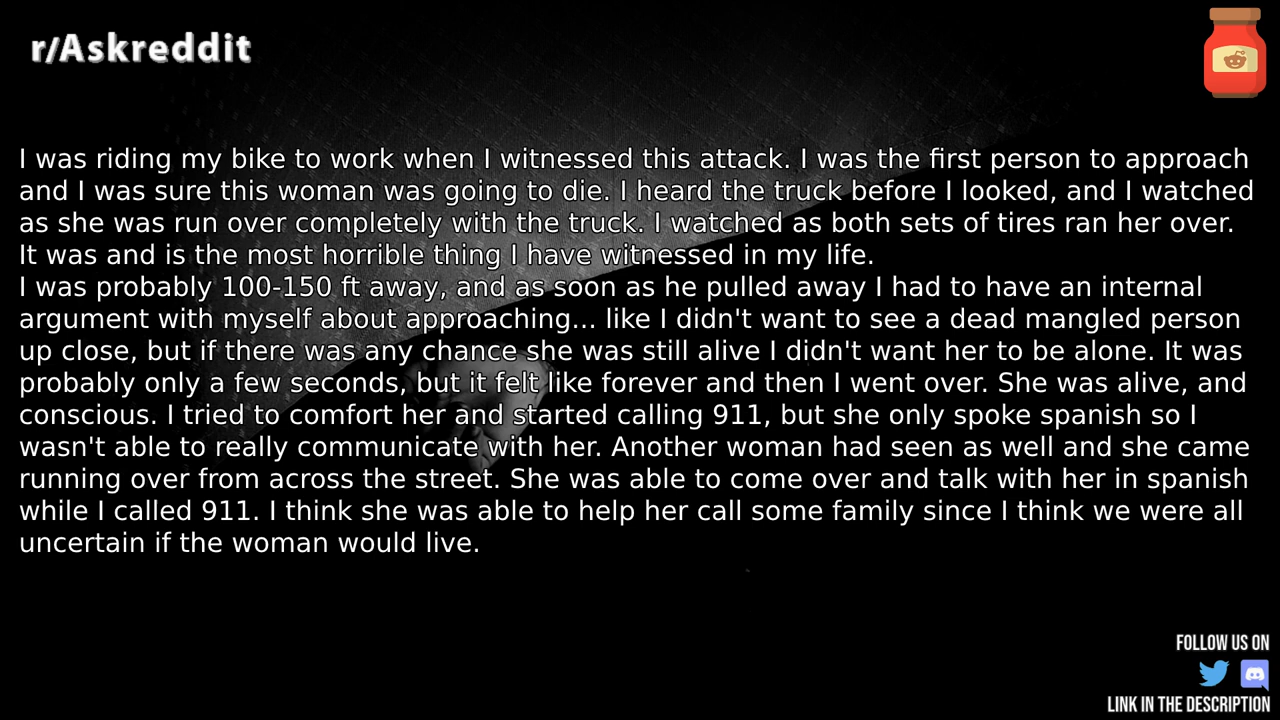 r/Askreddit
I was riding my bike to work when I witnessed this attack. I was the first person to approach
and I was sure this woman was going to die. I heard the truck before I looked, and I watched
as she was run over completely with the truck. I watched as both sets of tires ran her over.
It was and is the most horrible thing I have witnessed in my life.
I was probably 100-150 ft away, and as soon as he pulled away I had to have an internal
argument with myself about approaching... like I didn't want to see a dead mangled person
up close, but if there was any chance she was still alive I didn't want her to be alone. It was
probably only a few seconds, but it felt like forever and then I went over. She was alive, and
conscious. I tried to comfort her and started calling 911, but she only spoke spanish so I
wasn't able to really communicate with her. Another woman had seen as well and she came
running over from across the street. She was able to come over and talk with her in spanish
while I called 911. I think she was able to help her call some family since I think we were all
uncertain if the woman would live.
FOLLOW US ON
LINK IN THE DESCRIPTION